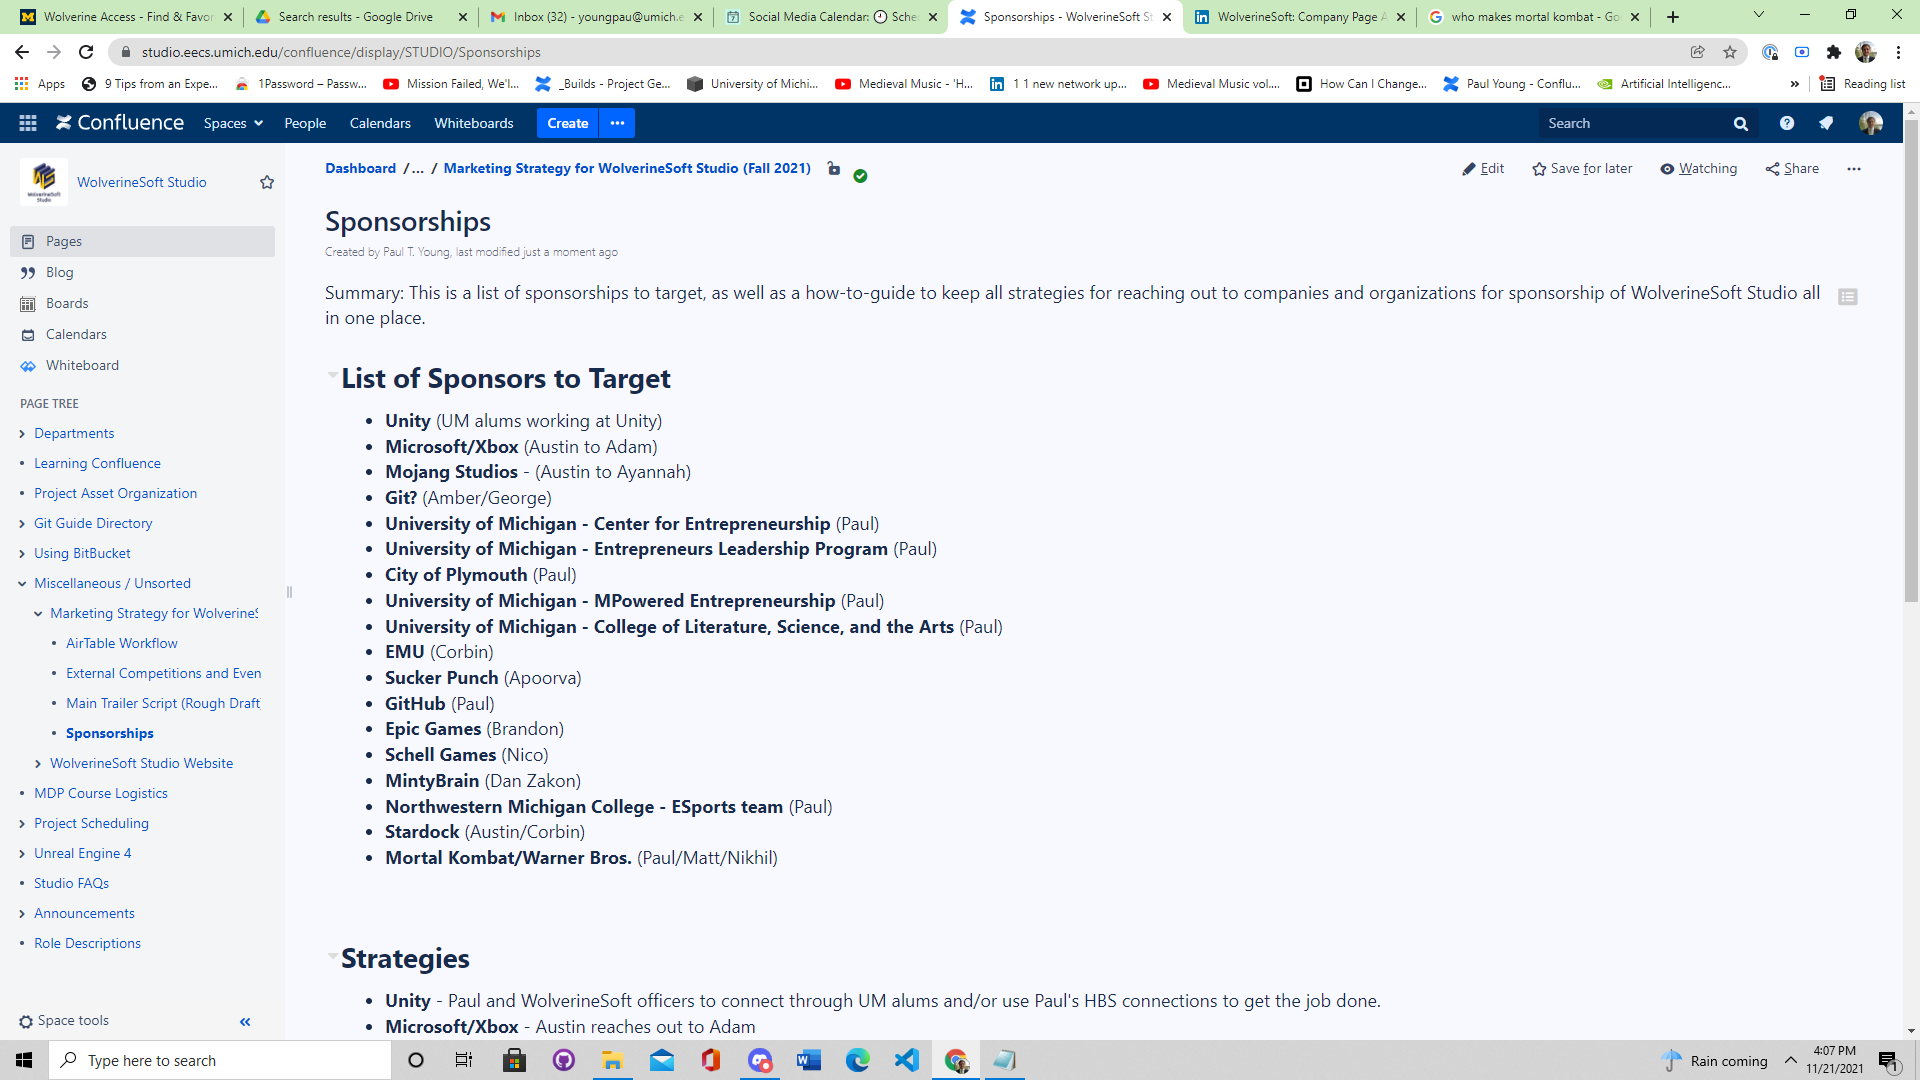 Wolverine Access - Find & Favor
Search results - Google Drive
Inbox (32) - youngpau@umich.e
Social Media Calendar: Sche
Sponsorships - WolverineSoft St
WolverineSoft: Company Page A
who makes mortal kombat - Go
studio.eecs.umich.edu/confluence/display/STUDIO/Sponsorships
Apps
9 Tips from an Expe...
1Password – Passw...
Mission Failed, We'l...
_Builds - Project Ge...
University of Michi...
Medieval Music - 'H...
1 1 new network up...
Medieval Music vol....
How Can I Change...
Paul Young - Conflu...
Artificial Intelligenc...
»
Reading list
Confluence
Spaces
People
Calendars
Whiteboards
Create
Search
WolverineSoft Studio
WolverineSoft Studio
Pages
Blog
Boards
Calendars
Whiteboard
PAGE TREE
Departments
Learning Confluence
Project Asset Organization
Git Guide Directory
Using BitBucket
Miscellaneous / Unsorted
Marketing Strategy for WolverineS
AirTable Workflow
External Competitions and Even
Main Trailer Script (Rough Draft)
Sponsorships
WolverineSoft Studio Website
MDP Course Logistics
Project Scheduling
Unreal Engine 4
Studio FAQs
Announcements
Role Descriptions
Space tools
«
Dashboard /... / Marketing Strategy for WolverineSoft Studio (Fall 2021)
Edit
Save for later
Watching
Share
Sponsorships
Created by Paul T. Young, last modified just a moment ago
Summary: This is a list of sponsorships to target, as well as a how-to-guide to keep all strategies for reaching out to companies and organizations for sponsorship of WolverineSoft Studio all
in one place.
List of Sponsors to Target
• Unity (UM alums working at Unity)
• Microsoft/Xbox (Austin to Adam)
• Mojang Studios - (Austin to Ayannah)
• Git? (Amber/George)
• University of Michigan - Center for Entrepreneurship (Paul)
• University of Michigan - Entrepreneurs Leadership Program (Paul)
• City of Plymouth (Paul)
• University of Michigan - MPowered Entrepreneurship (Paul)
• University of Michigan - College of Literature, Science, and the Arts (Paul)
• EMU (Corbin)
• Sucker Punch (Apoorva)
• GitHub (Paul)
• Epic Games (Brandon)
• Schell Games (Nico)
• MintyBrain (Dan Zakon)
• Northwestern Michigan College - ESports team (Paul)
• Stardock (Austin/Corbin)
• Mortal Kombat/Warner Bros. (Paul/Matt/Nikhil)
Strategies
• Unity - Paul and WolverineSoft officers to connect through UM alums and/or use Paul's HBS connections to get the job done.
• Microsoft/Xbox - Austin reaches out to Adam
Type here to search
Rain coming
4:07 PM
11/21/2021
1